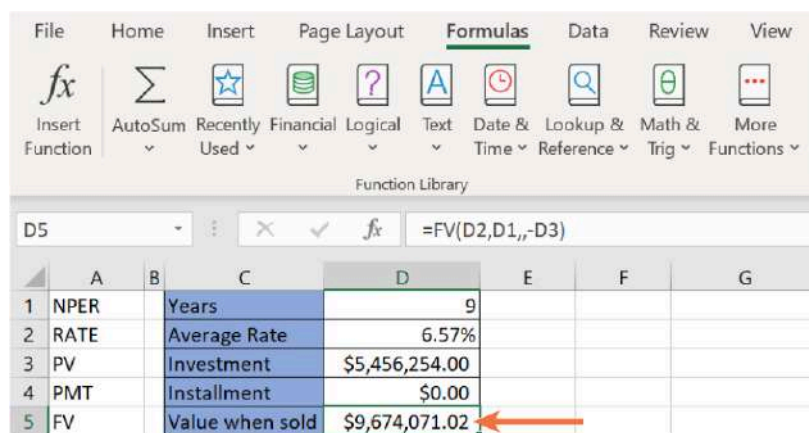 File Home Insert Page Layout Formulas Data Review View
fx Insert Function
AutoSum
Recently Used
Financial
Logical
Text
Date & Time
Lookup & Reference
Math & Trig
More Functions
Function Library
D5 fx =FV(D2,D1,,-D3)
A B C D E F G
1 NPER Years 9
2 RATE Average Rate 6.57%
3 PV Investment $5,456,254.00
4 PMT Installment $0.00
5 FV Value when sold $9,674,071.02